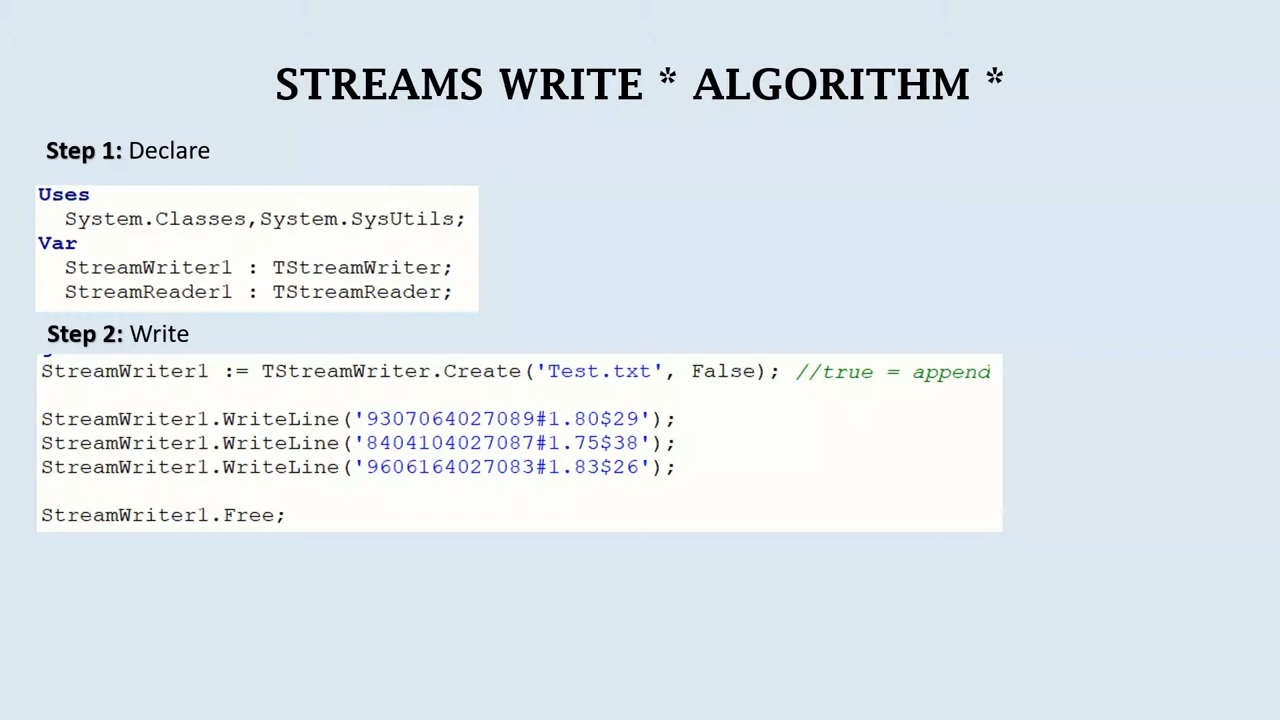 STREAMS WRITE * ALGORITHM *
Step 1: Declare
Uses
System.Classes,System.SysUtils;
Var
StreamWriter1 : TStreamWriter;
StreamReader1 : TStreamReader;
Step 2: Write
StreamWriter1 := TStreamWriter.Create('Test.txt', False); //true = append
StreamWriter1.WriteLine('9307064027089#1.80$29');
StreamWriter1.WriteLine('8404104027087#1.75$38');
StreamWriter1.WriteLine('9606164027083#1.83$26');
StreamWriter1.Free;